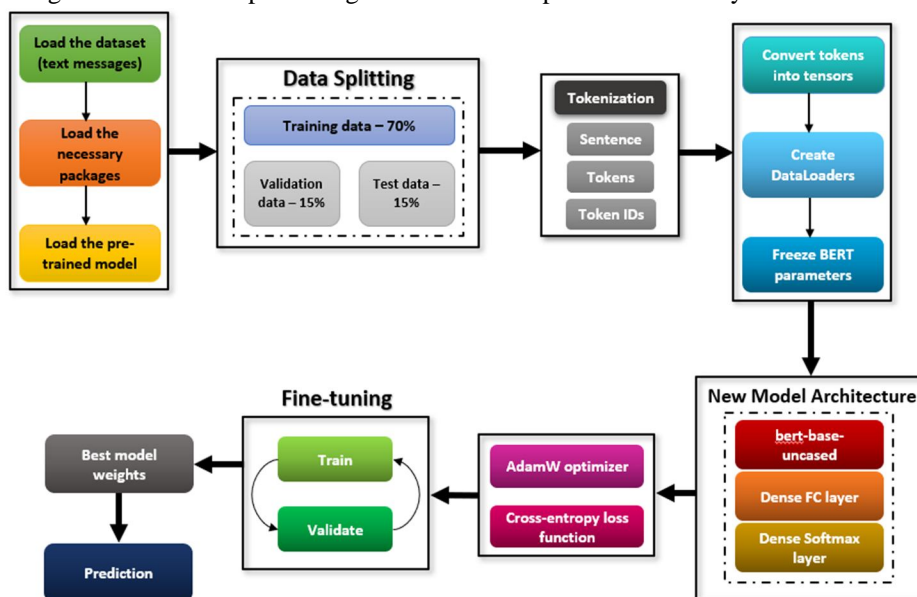 Load the dataset
(text messages)
Load the
necessary
packages
Load the pre-
trained model
Data Splitting
Training data – 70%
Validation
data – 15%
Test data –
15%
Tokenization
Sentence
Tokens
Token IDs
Convert tokens
into tensors
Create
DataLoaders
Freeze BERT
parameters
New Model Architecture
bert-base-
uncased
Dense FC layer
Dense Softmax
layer
AdamW optimizer
Cross-entropy loss
function
Fine-tuning
Train
Validate
Best model
weights
Prediction